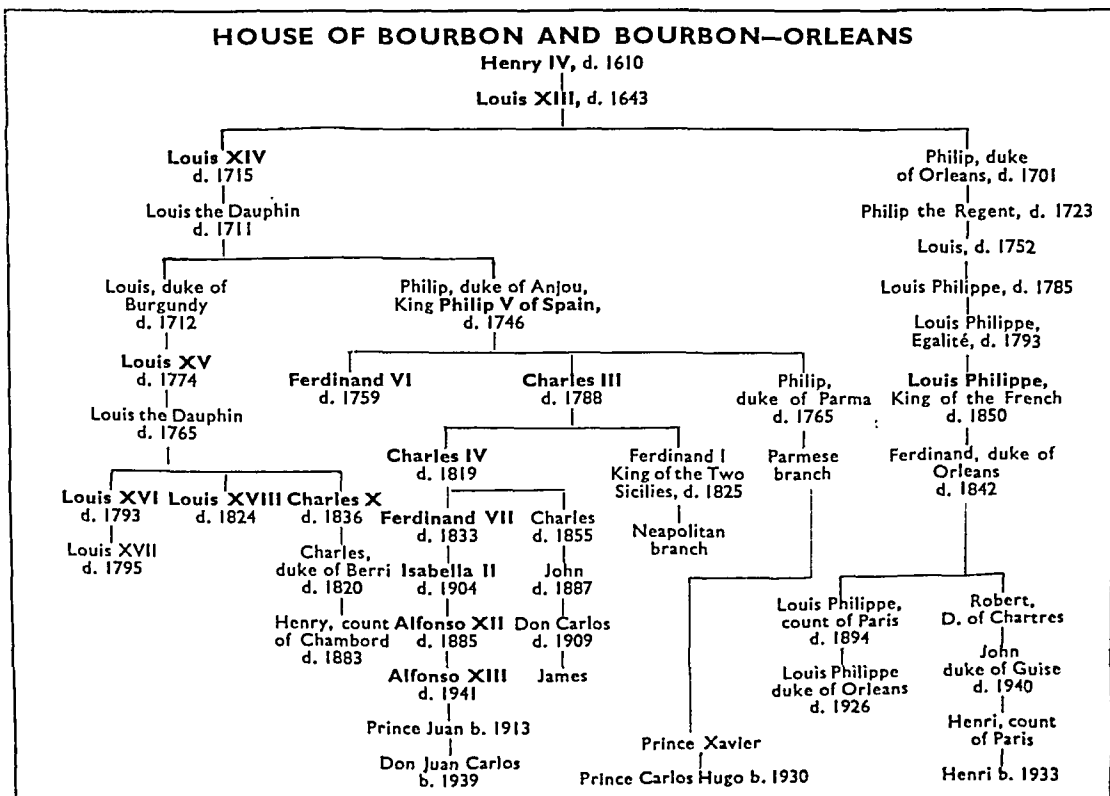 HOUSE OF BOURBON AND BOURBON—ORLEANS
Henry IV, d. 1610
Louis XIII, d. 1643
Louis XIV
d. 1715
Philip, duke
of Orleans, d. 1701
Louis the Dauphin
d. 1711
Philip the Regent, d. 1723
Louis, d. 1752
Louis, duke of
Burgundy
d. 1712
Philip, duke of Anjou,
King Philip V of Spain,
d. 1746
Louis Philippe, d. 1785
Louis Philippe,
Egalité, d. 1793
Louis XV
d. 1774
Ferdinand VI
d. 1759
Charles III
d. 1788
Philip,
duke of Parma
d. 1765
Louis Philippe,
King of the French
d. 1850
Louis the Dauphin
d. 1765
Charles IV
d. 1819
Ferdinand I
King of the Two
Sicilies, d. 1825
Parmese
branch
Ferdinand, duke of
Orleans
d. 1842
Louis XVI
d. 1793
Louis XVIII
d. 1824
Charles X
d. 1836
Ferdinand VII
d. 1833
Charles
d. 1855
Neapolitan
branch
Louis XVII
d. 1795
Charles,
duke of Berri
d. 1820
Isabella II
d. 1904
John
d. 1887
Louis Philippe,
count of Paris
d. 1894
Robert,
D. of Chartres
Henry, count
of Chambord
d. 1883
Alfonso XII
d. 1885
Don Carlos
d. 1909
John
duke of Guise
d. 1940
Alfonso XIII
d. 1941
James
Louis Philippe
duke of Orleans
d. 1926
Prince Juan b. 1913
Prince Xavier
Henri, count
of Paris
Don Juan Carlos
b. 1939
Prince Carlos Hugo b. 1930
Henri b. 1933